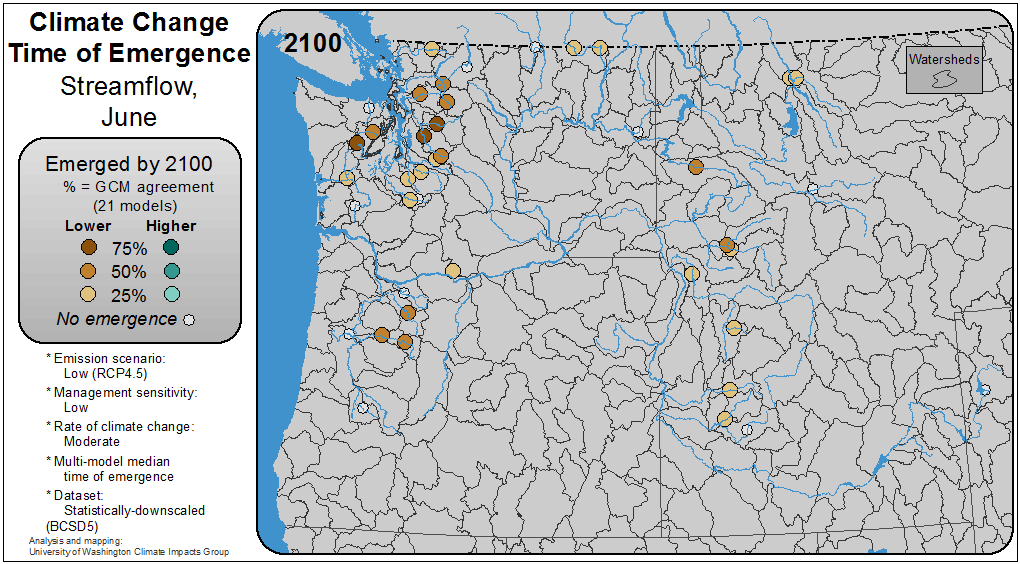 Climate Change
Time of Emergence
Streamflow,
June
Emerged by 2100
% = GCM agreement
(21 models)
Lower Higher
75%
50%
25%
No emergence
* Emission scenario:
Low (RCP4.5)
* Management sensitivity:
Low
* Rate of climate change:
Moderate
* Multi-model median
time of emergence
* Dataset:
Statistically-downscaled
(BCSD5)
Analysis and mapping:
University of Washington Climate Impacts Group
2100
Watersheds